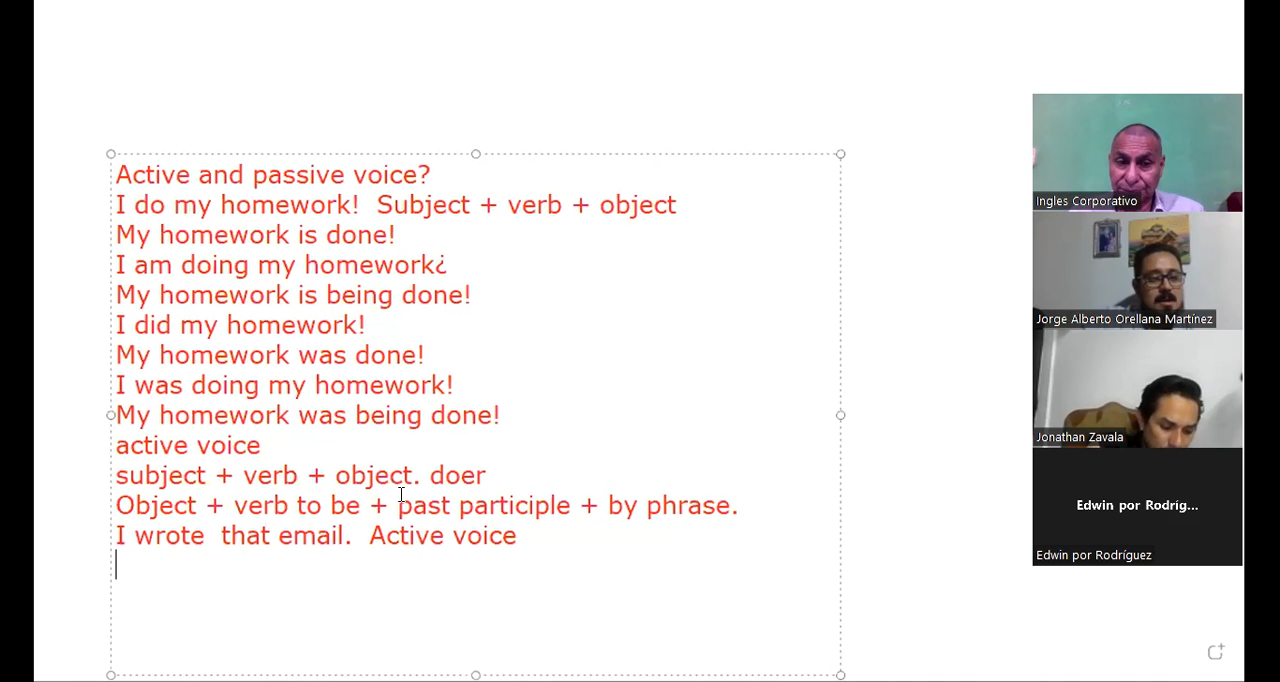 Active and passive voice?
I do my homework!  Subject + verb + object
My homework is done!
I am doing my homework¿
My homework is being done!
I did my homework!
My homework was done!
I was doing my homework!
My homework was being done!
active voice
subject + verb + object. doer
Object + verb to be + past participle + by phrase.
I wrote  that email.  Active voice
Ingles Corporativo
Jorge Alberto Orellana Martínez
Jonathan Zavala
Edwin por Rodríg...
Edwin por Rodríguez